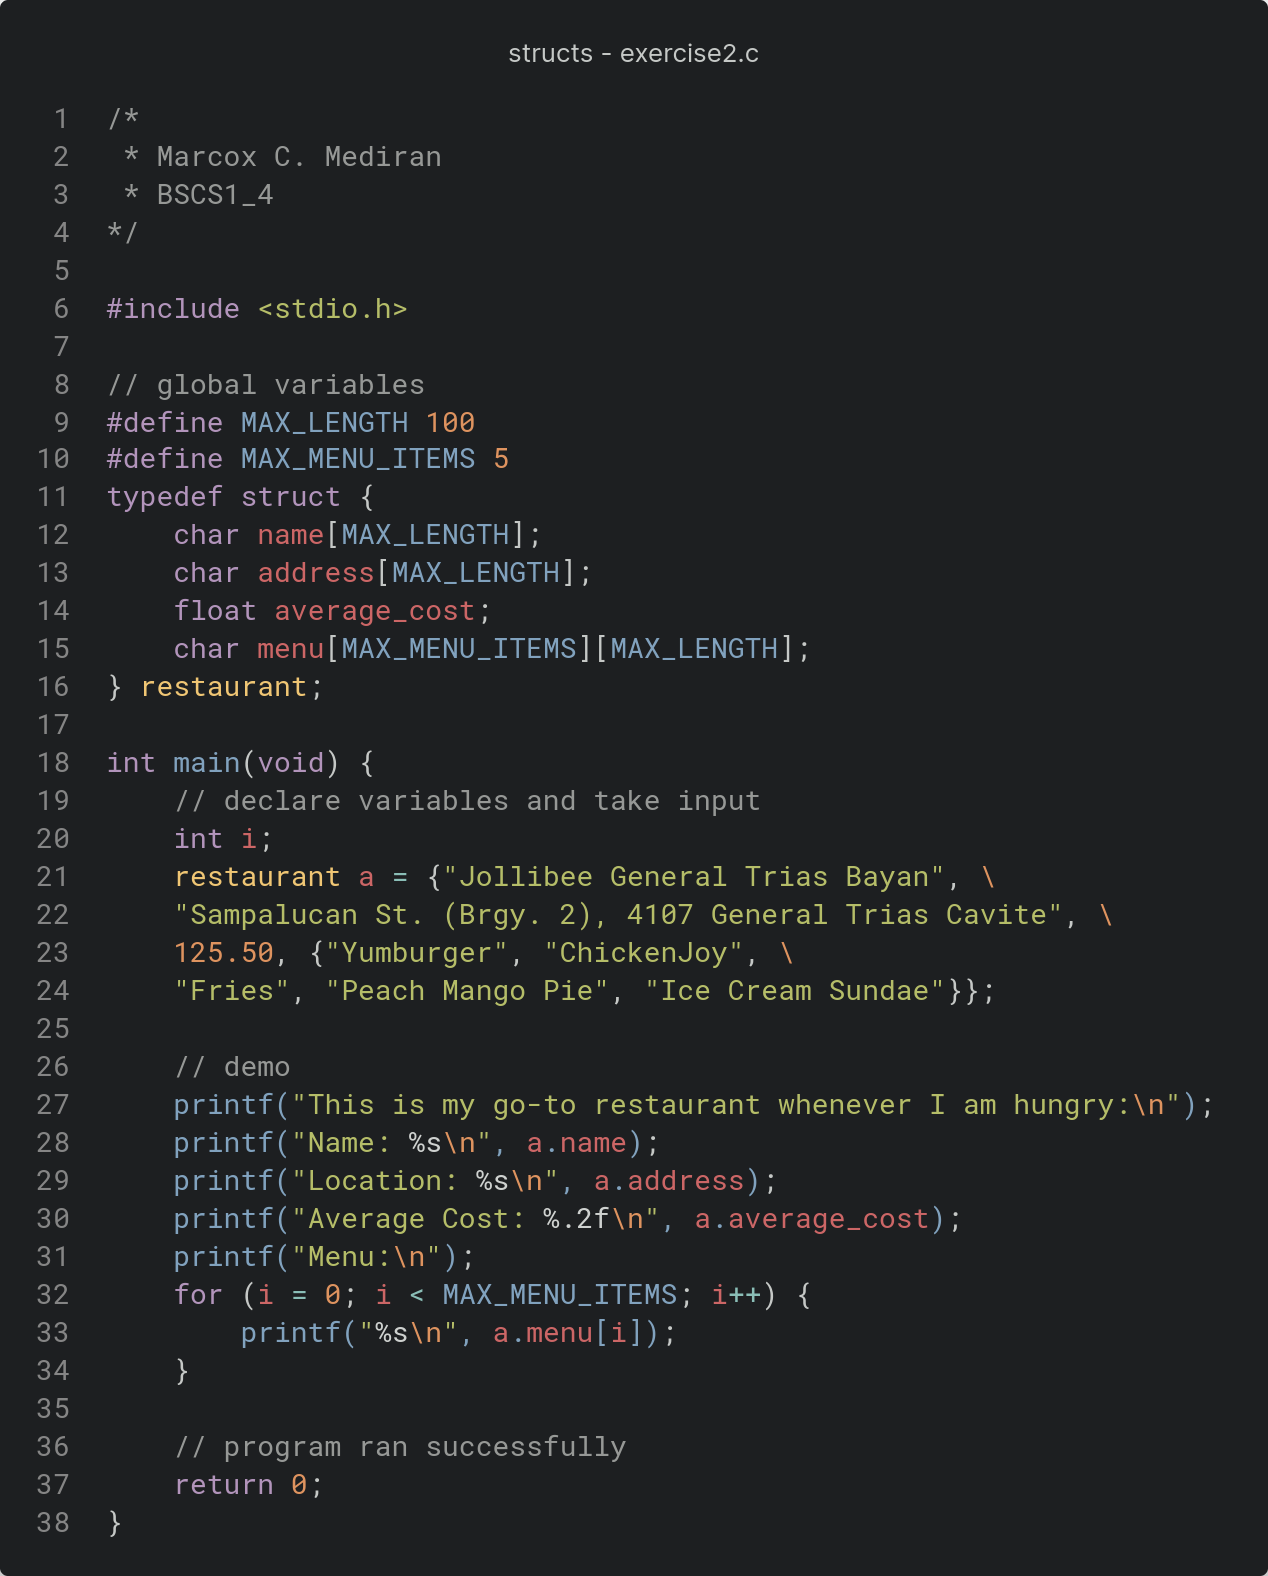 structs - exercise2.c
1 /*
2  * Marcox C. Mediran
3  * BSCS1_4
4 */
5
6 #include <stdio.h>
7
8 // global variables
9 #define MAX_LENGTH 100
10 #define MAX_MENU_ITEMS 5
11 typedef struct {
12     char name[MAX_LENGTH];
13     char address[MAX_LENGTH];
14     float average_cost;
15     char menu[MAX_MENU_ITEMS][MAX_LENGTH];
16 } restaurant;
17
18 int main(void) {
19     // declare variables and take input
20     int i;
21     restaurant a = {"Jollibee General Trias Bayan", \
22     "Sampalucan St. (Brgy. 2), 4107 General Trias Cavite", \
23     125.50, {"Yumburger", "ChickenJoy", \
24     "Fries", "Peach Mango Pie", "Ice Cream Sundae"}};
25
26     // demo
27     printf("This is my go-to restaurant whenever I am hungry:\n");
28     printf("Name: %s\n", a.name);
29     printf("Location: %s\n", a.address);
30     printf("Average Cost: %.2f\n", a.average_cost);
31     printf("Menu:\n");
32     for (i = 0; i < MAX_MENU_ITEMS; i++) {
33         printf("%s\n", a.menu[i]);
34     }
35
36     // program ran successfully
37     return 0;
38 }